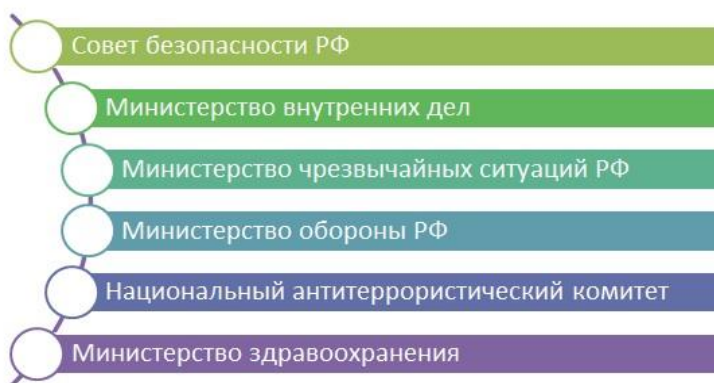 Совет безопасности РФ
Министерство внутренних дел
Министерство чрезвычайных ситуаций РФ
Министерство обороны РФ
Национальный антитеррористический комитет
Министерство здравоохранения